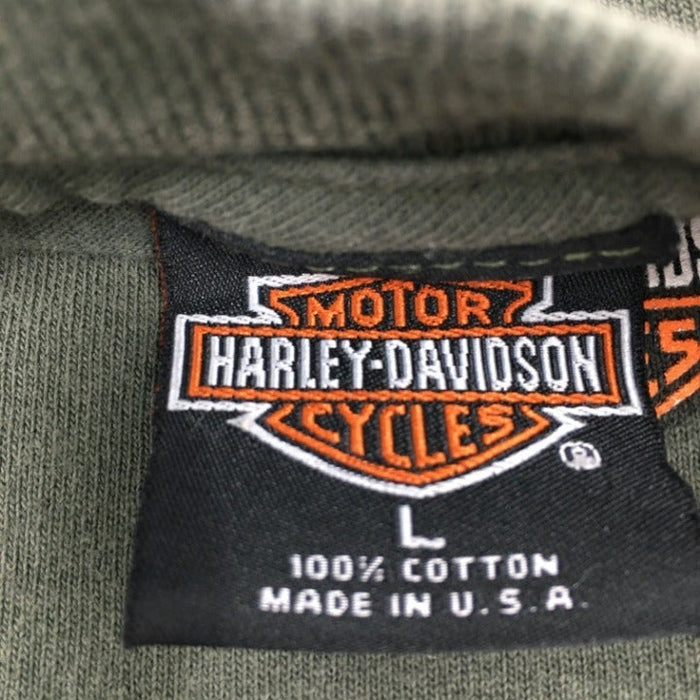 MOTOR
HARLEY-DAVIDSON
CYCLES
®
L
100% COTTON
MADE IN U.S.A.